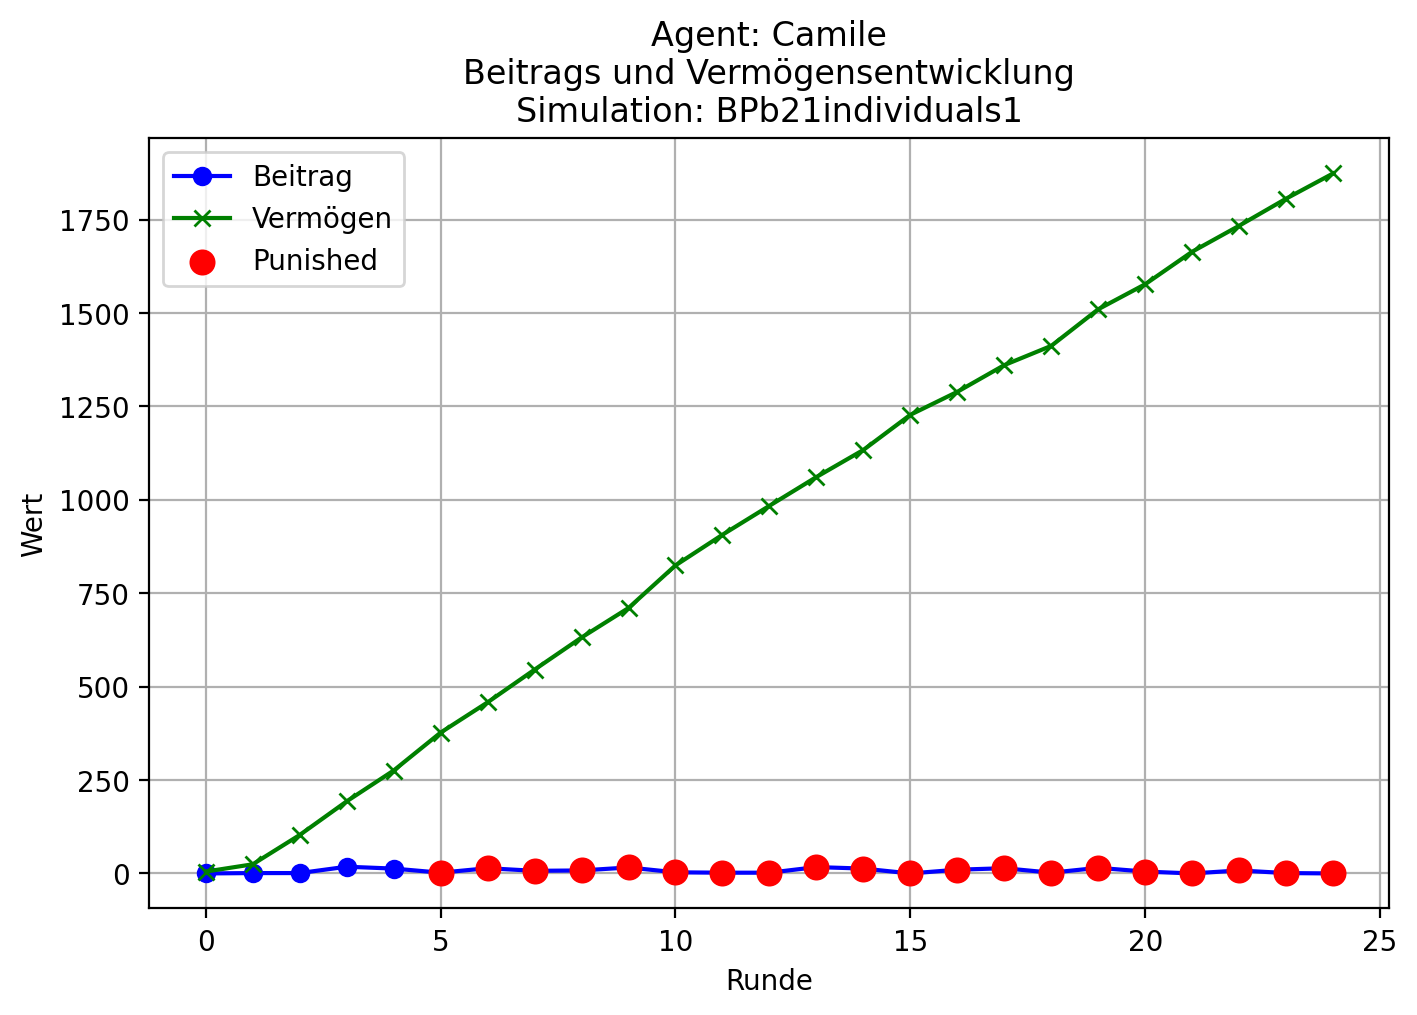 Agent: Camile
Beitrags und Vermögensentwicklung
Simulation: BPb21individuals1
Beitrag
Vermögen
Punished
1750
1500
1250
1000
750
500
250
0
Wert
0 5 10 15 20 25
Runde